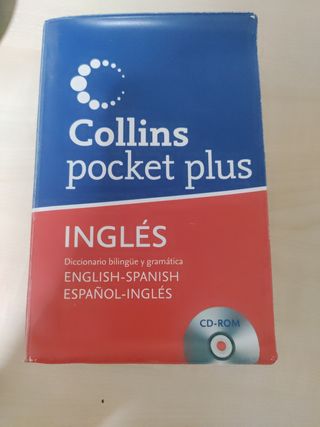 Collins
pocket plus
INGLÉS
Diccionario bilingüe y gramática
ENGLISH-SPANISH
ESPAÑOL-INGLÉS
CD-ROM